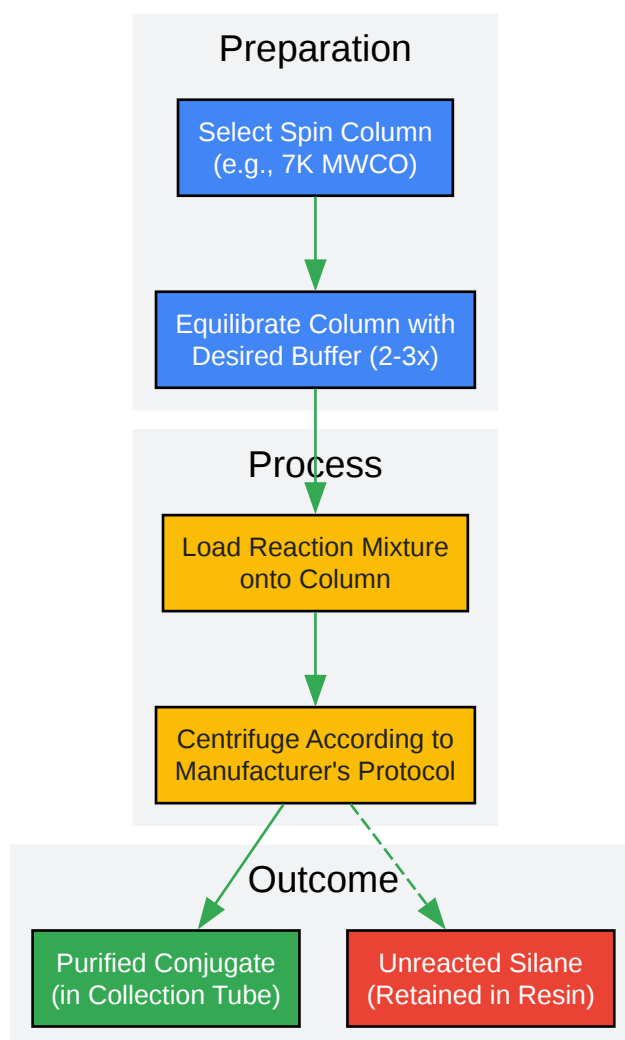 Preparation
Select Spin Column
(e.g., 7K MWCO)
Equilibrate Column with
Desired Buffer (2-3x)
Process
Load Reaction Mixture
onto Column
Centrifuge According to
Manufacturer's Protocol
Outcome
Purified Conjugate
(in Collection Tube)
Unreacted Silane
(Retained in Resin)